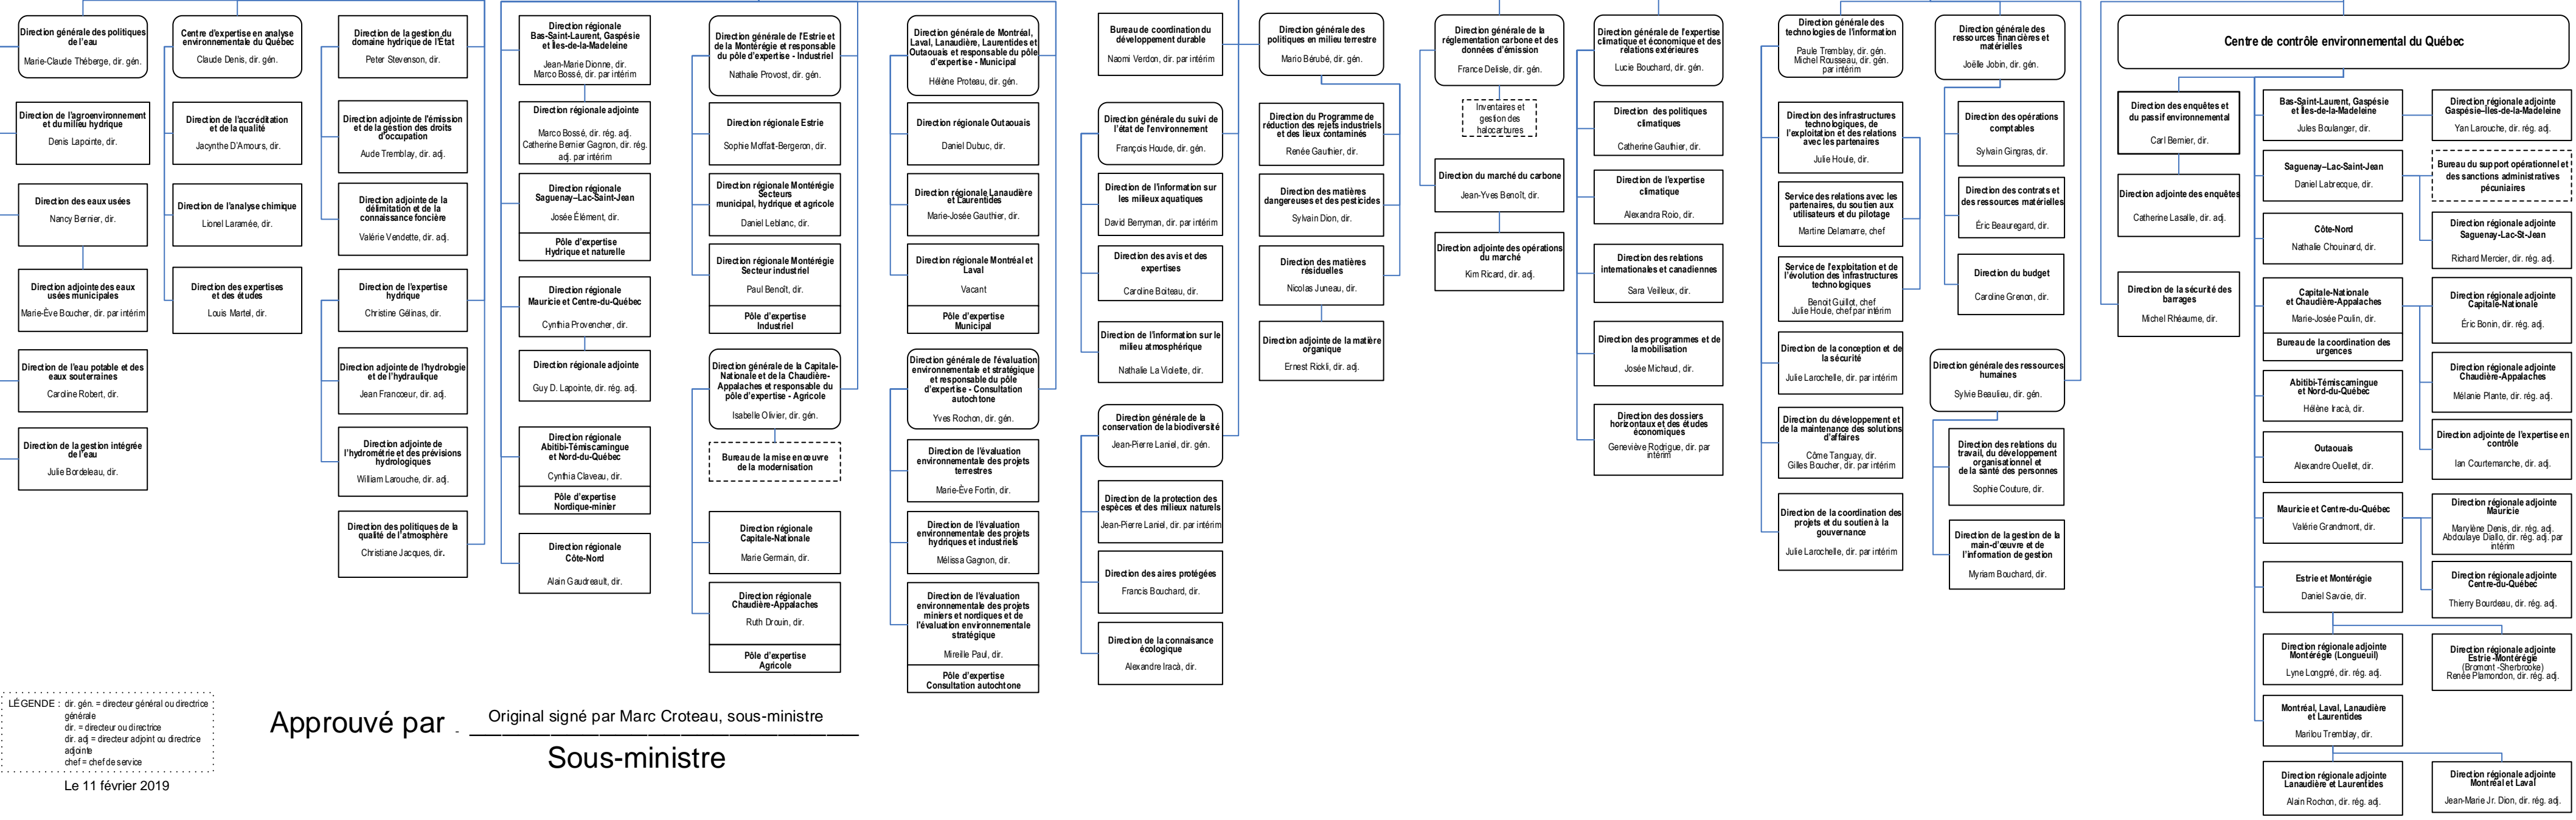 Direction générale des politiques
de l'eau
Marie-Claude Théberge, dir. gén.
Direction de l'agroenvironnement
et du milieu hydrique
Denis Lapointe, dir.
Direction des eaux usées
Nancy Bernier, dir.
Direction adjointe des eaux
usées municipales
Marie-Ève Boucher, dir. par intérim
Direction de l'eau potable et des
eaux souterraines
Caroline Robert, dir.
Direction de la gestion intégrée
de l'eau
Julie Bordeleau, dir.
Centre d'expertise en analyse
environnementale du Québec
Claude Denis, dir. gén.
Direction de l'accréditation
et de la qualité
Jacynthe D'Amours, dir.
Direction de l'analyse chimique
Lionel Laramée, dir.
Direction des expertises
et des études
Louis Martel, dir.
Direction de la gestion du
domaine hydrique de l'État
Peter Stevenson, dir.
Direction adjointe de l'émission
et de la gestion des droits
d'occupation
Aude Tremblay, dir. adj.
Direction adjointe de la
délimitation et de la
connaissance foncière
Valérie Vendette, dir. adj.
Direction de l'expertise
hydrique
Christine Gélinas, dir.
Direction adjointe de l'hydrologie
et de l'hydraulique
Jean Francoeur, dir. adj.
Direction adjointe de
l'hydrométrie et des prévisions
hydrologiques
William Larouche, dir. adj.
Direction des politiques de la
qualité de l'atmosphère
Christiane Jacques, dir.
Direction régionale
Bas-Saint-Laurent, Gaspésie
et Îles-de-la-Madeleine
Jean-Marie Dionne, dir.
Marco Bossé, dir. par intérim
Direction régionale adjointe
Marco Bossé, dir. rég. adj.
Catherine Bernier Gagnon, dir. rég.
adj. par intérim
Direction régionale
Saguenay–Lac-Saint-Jean
Josée Élément, dir.
Pôle d'expertise
Hydrique et naturelle
Direction régionale
Mauricie et Centre-du-Québec
Cynthia Provencher, dir.
Direction régionale adjointe
Guy D. Lapointe, dir. rég. adj.
Direction régionale
Abitibi-Témiscamingue
et Nord-du-Québec
Cynthia Claveau, dir.
Pôle d'expertise
Nordique-minier
Direction régionale
Côte-Nord
Alain Gaudreault, dir.
Direction générale de l'Estrie et
de la Montérégie et responsable
du pôle d'expertise - Industriel
Nathalie Provost, dir. gén.
Direction régionale Estrie
Sophie Moffatt-Bergeron, dir.
Direction régionale Montérégie
Secteurs
municipal, hydrique et agricole
Daniel Leblanc, dir.
Direction régionale Montérégie
Secteur industriel
Paul Benoît, dir.
Pôle d'expertise
Industriel
Direction générale de la Capitale-
Nationale et de la Chaudière-
Appalaches et responsable du
pôle d'expertise - Agricole
Isabelle Olivier, dir. gén.
Bureau de la mise en œuvre
de la modernisation
Direction régionale
Capitale-Nationale
Marie Germain, dir.
Direction régionale
Chaudière-Appalaches
Ruth Drouin, dir.
Pôle d'expertise
Agricole
Direction générale de Montréal,
Laval, Lanaudière, Laurentides et
Outaouais et responsable du pôle
d'expertise - Municipal
Hélène Proteau, dir. gén.
Direction régionale Outaouais
Daniel Dubuc, dir.
Direction régionale Lanaudière
et Laurentides
Marie-Josée Gauthier, dir.
Direction régionale Montréal et
Laval
Vacant
Pôle d'expertise
Municipal
Direction générale de l'évaluation
environnementale et stratégique
et responsable du pôle
d'expertise - Consultation
autochtone
Yves Rochon, dir. gén.
Direction de l'évaluation
environnementale des projets
terrestres
Marie-Ève Fortin, dir.
Direction de l'évaluation
environnementale des projets
hydriques et industriels
Mélissa Gagnon, dir.
Direction de l'évaluation
environnementale des projets
miniers et nordiques et de
l'évaluation environnementale
stratégique
Mireille Paul, dir.
Pôle d'expertise
Consultation autochtone
Bureau de coordination du
développement durable
Naomi Verdon, dir. par intérim
Direction générale du suivi de
l'état de l'environnement
François Houde, dir. gén.
Direction de l'information sur
les milieux aquatiques
David Berryman, dir. par intérim
Direction des avis et des
expertises
Caroline Boiteau, dir.
Direction de l'information sur le
milieu atmosphérique
Nathalie La Violette, dir.
Direction générale de la
conservation de la biodiversité
Jean-Pierre Laniel, dir. gén.
Direction de la protection des
espèces et des milieux naturels
Jean-Pierre Laniel, dir. par intérim
Direction des aires protégées
Francis Bouchard, dir.
Direction de la connaisance
écologique
Alexandre Iracà, dir.
Direction générale des
politiques en milieu terrestre
Mario Bérubé, dir. gén.
Direction du Programme de
réduction des rejets industriels
et des lieux contaminés
Renée Gauthier, dir.
Direction des matières
dangereuses et des pesticides
Sylvain Dion, dir.
Direction des matières
résiduelles
Nicolas Juneau, dir.
Direction adjointe de la matière
organique
Ernest Rickli, dir. adj.
Direction générale de la
réglementation carbone et des
données d'émission
France Delisle, dir. gén.
Inventaires et
gestion des
halocarbures
Direction du marché du carbone
Jean-Yves Benoît, dir.
Direction adjointe des opérations
du marché
Kim Ricard, dir. adj.
Direction générale de l'expertise
climatique et économique et des
relations extérieures
Lucie Bouchard, dir. gén.
Direction des politiques
climatiques
Catherine Gauthier, dir.
Direction de l'expertise
climatique
Alexandra Roio, dir.
Direction des relations
internationales et canadiennes
Sara Veilleux, dir.
Direction des programmes et de
la mobilisation
Josée Michaud, dir.
Direction des dossiers
horizontaux et des études
économiques
Geneviève Rodrigue, dir. par
intérim
Direction générale des
technologies de l'information
Paule Tremblay, dir. gén.
Michel Rousseau, dir. gén.
par intérim
Direction des infrastructures
technologiques, de
l'exploitation et des relations
avec les partenaires
Julie Houle, dir.
Service des relations avec les
partenaires, du soutien aux
utilisateurs et du pilotage
Martine Delamarre, chef
Service de l'exploitation et de
l'évolution des infrastructures
technologiques
Benoit Guillot, chef
Julie Houle, chef par intérim
Direction de la conception et de
la sécurité
Julie Larochelle, dir. par intérim
Direction du développement et
de la maintenance des solutions
d'affaires
Côme Tanguay, dir.
Gilles Boucher, dir. par intérim
Direction de la coordination des
projets et du soutien à la
gouvernance
Julie Larochelle, dir. par intérim
Direction générale des
ressources financières et
matérielles
Joëlle Jobin, dir. gén.
Direction des opérations
comptables
Sylvain Gingras, dir.
Direction des contrats et
des ressources matérielles
Éric Beauregard, dir.
Direction du budget
Caroline Grenon, dir.
Direction générale des ressources
humaines
Sylvie Beaulieu, dir. gén.
Direction des relations du
travail, du développement
organisationnel et
de la santé des personnes
Sophie Couture, dir.
Direction de la gestion de la
main-d'œuvre et de
l'information de gestion
Myriam Bouchard, dir.
Centre de contrôle environnemental du Québec
Direction des enquêtes et
du passif environnemental
Carl Bernier, dir.
Direction adjointe des enquêtes
Catherine Lasalle, dir. adj.
Direction de la sécurité des
barrages
Michel Rhéaume, dir.
Bas-Saint-Laurent, Gaspésie
et Îles-de-la-Madeleine
Jules Boulanger, dir.
Saguenay–Lac-Saint-Jean
Daniel Labrecque, dir.
Côte-Nord
Nathalie Chouinard, dir.
Capitale-Nationale
et Chaudière-Appalaches
Marie-Josée Poulin, dir.
Bureau de la coordination des
urgences
Abitibi-Témiscamingue
et Nord-du-Québec
Hélène Iracà, dir.
Outaouais
Alexandre Ouellet, dir.
Mauricie et Centre-du-Québec
Valérie Grandmont, dir.
Estrie et Montérégie
Daniel Savoie, dir.
Direction régionale adjointe
Montérégie (Longueuil)
Lyne Longpré, dir. rég. adj.
Montréal, Laval, Lanaudière
et Laurentides
Marilou Tremblay, dir.
Direction régionale adjointe
Lanaudière et Laurentides
Alain Rochon, dir. rég. adj.
Direction régionale adjointe
Gaspésie–Îles-de-la-Madeleine
Yan Larouche, dir. rég. adj.
Bureau du support opérationnel et
des sanctions administratives
pécuniaires
Direction régionale adjointe
Saguenay-Lac-St-Jean
Richard Mercier, dir. rég. adj.
Direction régionale adjointe
Capitale-Nationale
Éric Bonin, dir. rég. adj.
Direction régionale adjointe
Chaudière-Appalaches
Mélanie Plante, dir. rég. adj.
Direction adjointe de l'expertise en
contrôle
Ian Courtemanche, dir. adj.
Direction régionale adjointe
Mauricie
Marylène Denis, dir. rég. adj.
Abdoulaye Diallo, dir. rég. adj. par
intérim
Direction régionale adjointe
Centre-du-Québec
Thierry Bourdeau, dir. rég. adj.
Direction régionale adjointe
Estrie -Montérégie
(Bromont -Sherbrooke)
Renée Plamondon, dir. rég. adj.
Direction régionale adjointe
Montréal et Laval
Jean-Marie Jr. Dion, dir. rég. adj.
LÉGENDE : dir. gén. = directeur général ou directrice
générale
dir. = directeur ou directrice
dir. adj = directeur adjoint ou directrice
adjointe
chef = chef de service
Le 11 février 2019
Approuvé par
Original signé par Marc Croteau, sous-ministre
Sous-ministre